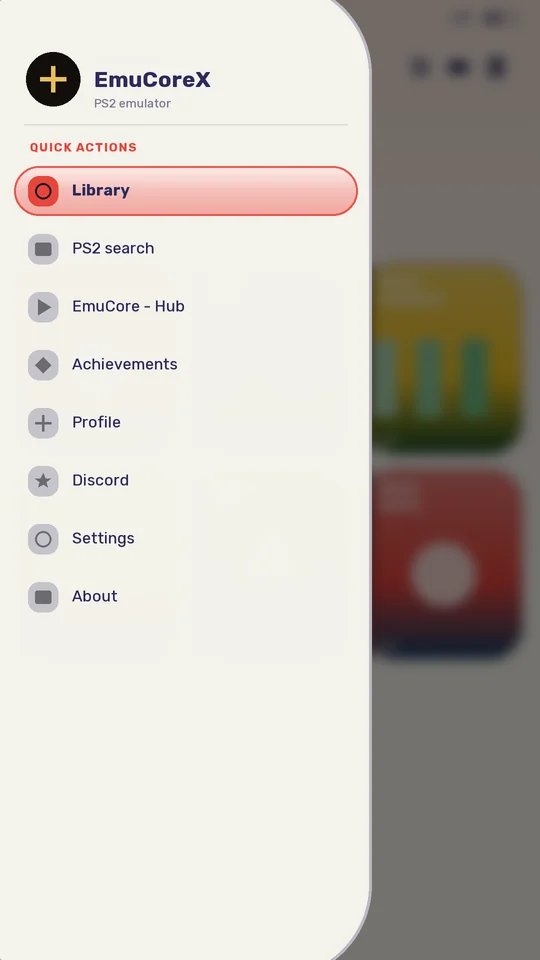 EmuCoreX
PS2 emulator
QUICK ACTIONS
Library
PS2 search
EmuCore - Hub
Achievements
Profile
Discord
Settings
About